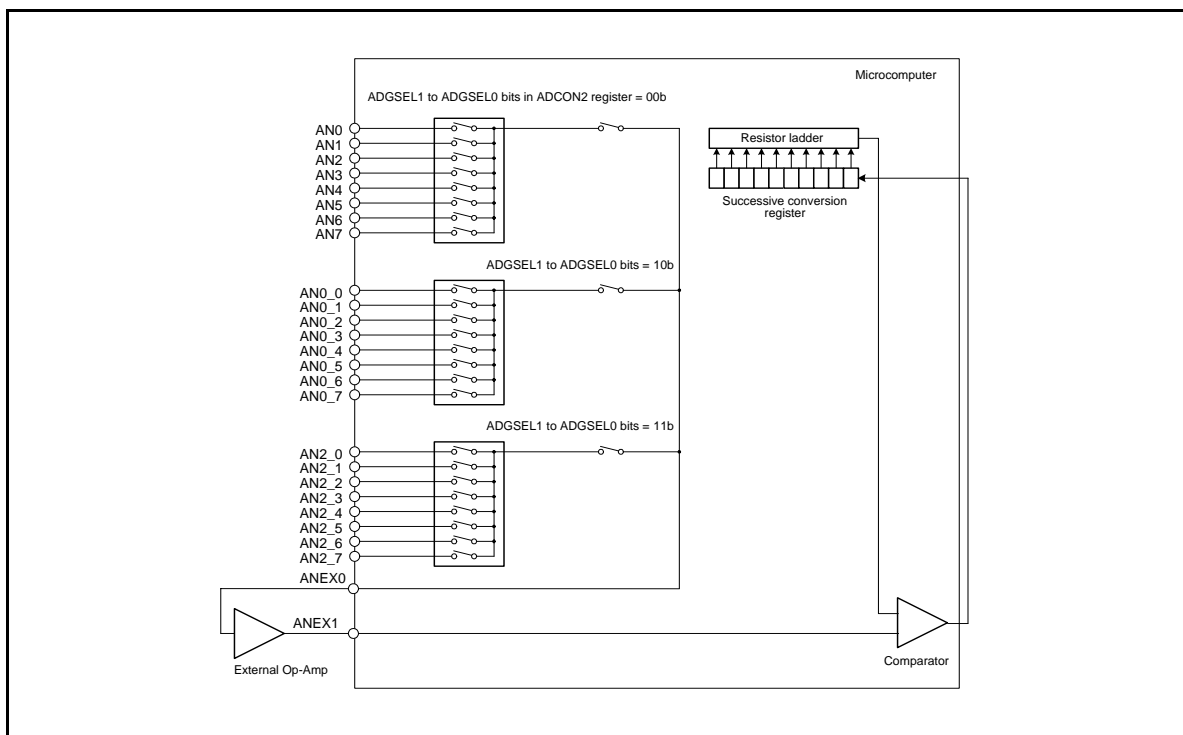 Microcomputer
ADGSEL1 to ADGSEL0 bits in ADCON2 register = 00b
AN0
AN1
AN2
AN3
AN4
AN5
AN6
AN7
Resistor ladder
Successive conversion
register
ADGSEL1 to ADGSEL0 bits = 10b
AN0_0
AN0_1
AN0_2
AN0_3
AN0_4
AN0_5
AN0_6
AN0_7
ADGSEL1 to ADGSEL0 bits = 11b
AN2_0
AN2_1
AN2_2
AN2_3
AN2_4
AN2_5
AN2_6
AN2_7
ANEX0
ANEX1
External Op-Amp
Comparator